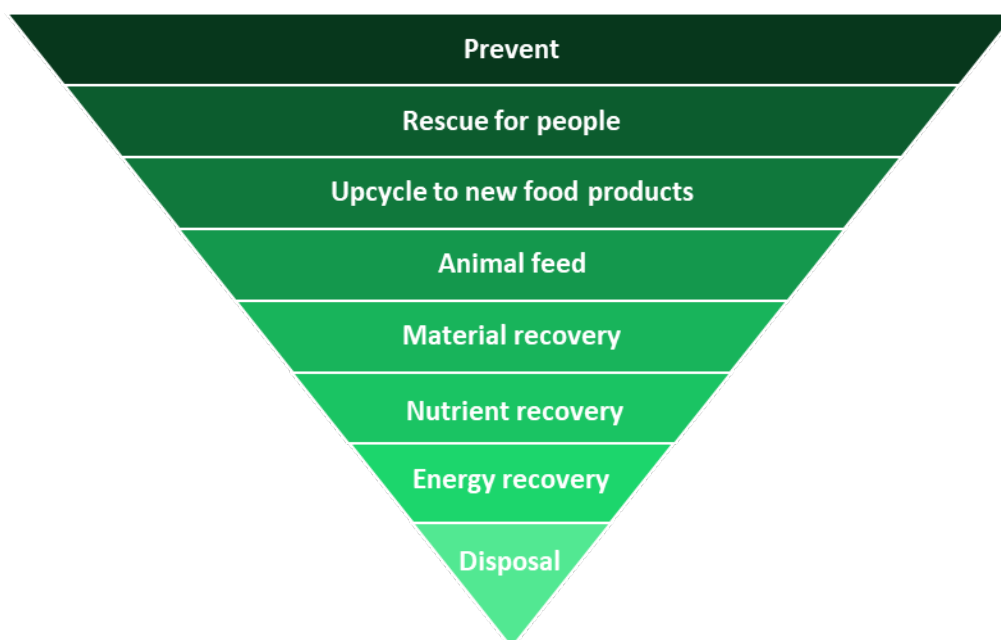 Prevent
Rescue for people
Upcycle to new food products
Animal feed
Material recovery
Nutrient recovery
Energy recovery
Disposal